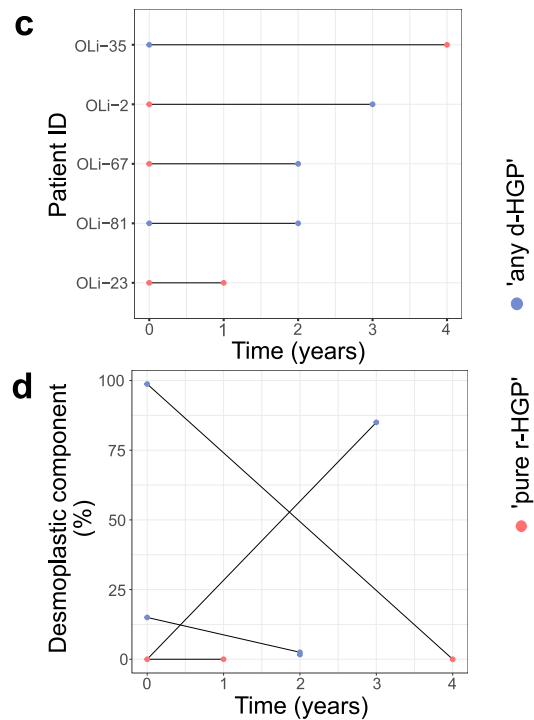 c
Patient ID
OLi−35
OLi−2
OLi−67
OLi−81
OLi−23
0 1 2 3 4
Time (years)
d
Desmoplastic component
(%)
100
75
50
25
0
0 1 2 3 4
Time (years)
'any d-HGP'
'pure r-HGP'